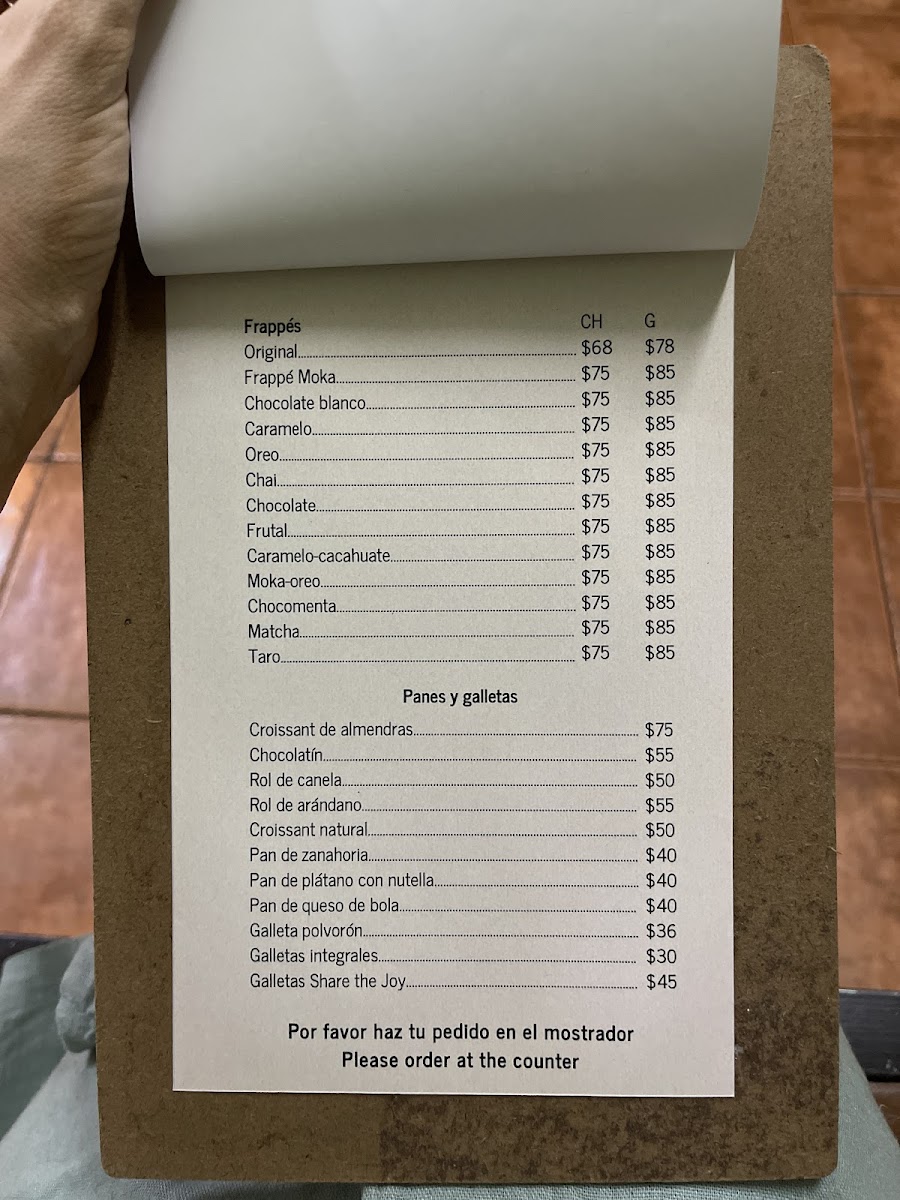 Frappés CH G
Original $68 $78
Frappé Moka $75 $85
Chocolate blanco $75 $85
Caramelo $75 $85
Oreo $75 $85
Chai $75 $85
Chocolate $75 $85
Frutal $75 $85
Caramelo-cacahuate $75 $85
Moka-oreo $75 $85
Chocomenta $75 $85
Matcha $75 $85
Taro $75 $85
Panes y galletas
Croissant de almendras $75
Chocolatín $55
Rol de canela $50
Rol de arándano $55
Croissant natural $50
Pan de zanahoria $40
Pan de plátano con nutella $40
Pan de queso de bola $40
Galleta polvorón $36
Galletas integrales $30
Galletas Share the Joy $45
Por favor haz tu pedido en el mostrador
Please order at the counter